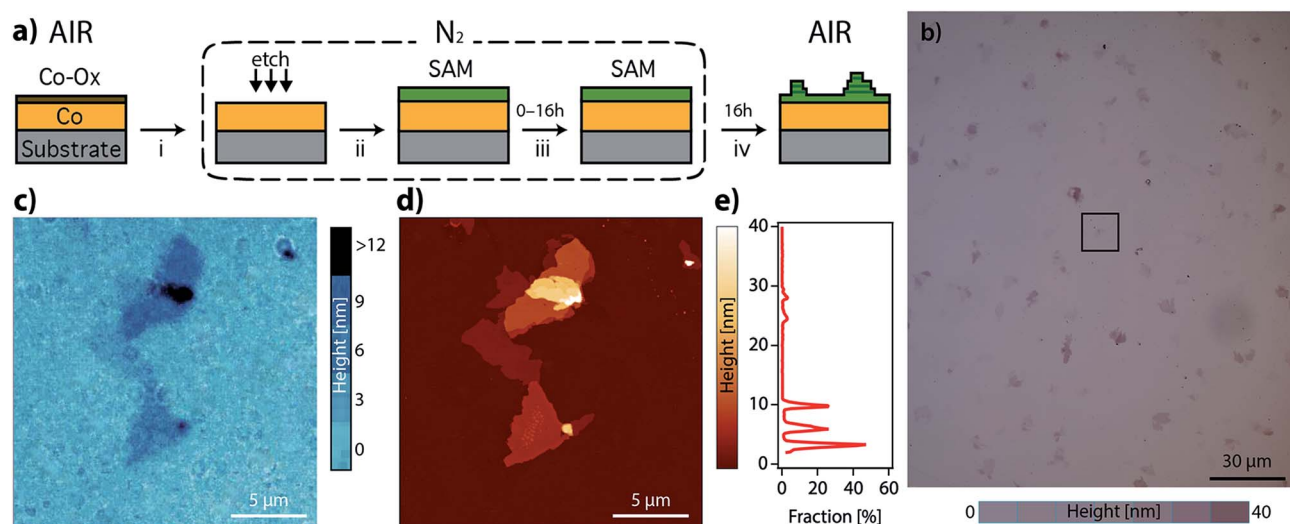 a)
AIR
N₂
AIR
Co-Ox
etch
SAM
SAM
Co
0–16h
16h
Substrate
i
ii
iii
iv
b)
30 μm
0
Height [nm]
40
c)
>12
9
6
3
0
Height [nm]
5 μm
d)
5 μm
Height [nm]
e)
40
30
20
10
0
0
20
40
60
Fraction [%]